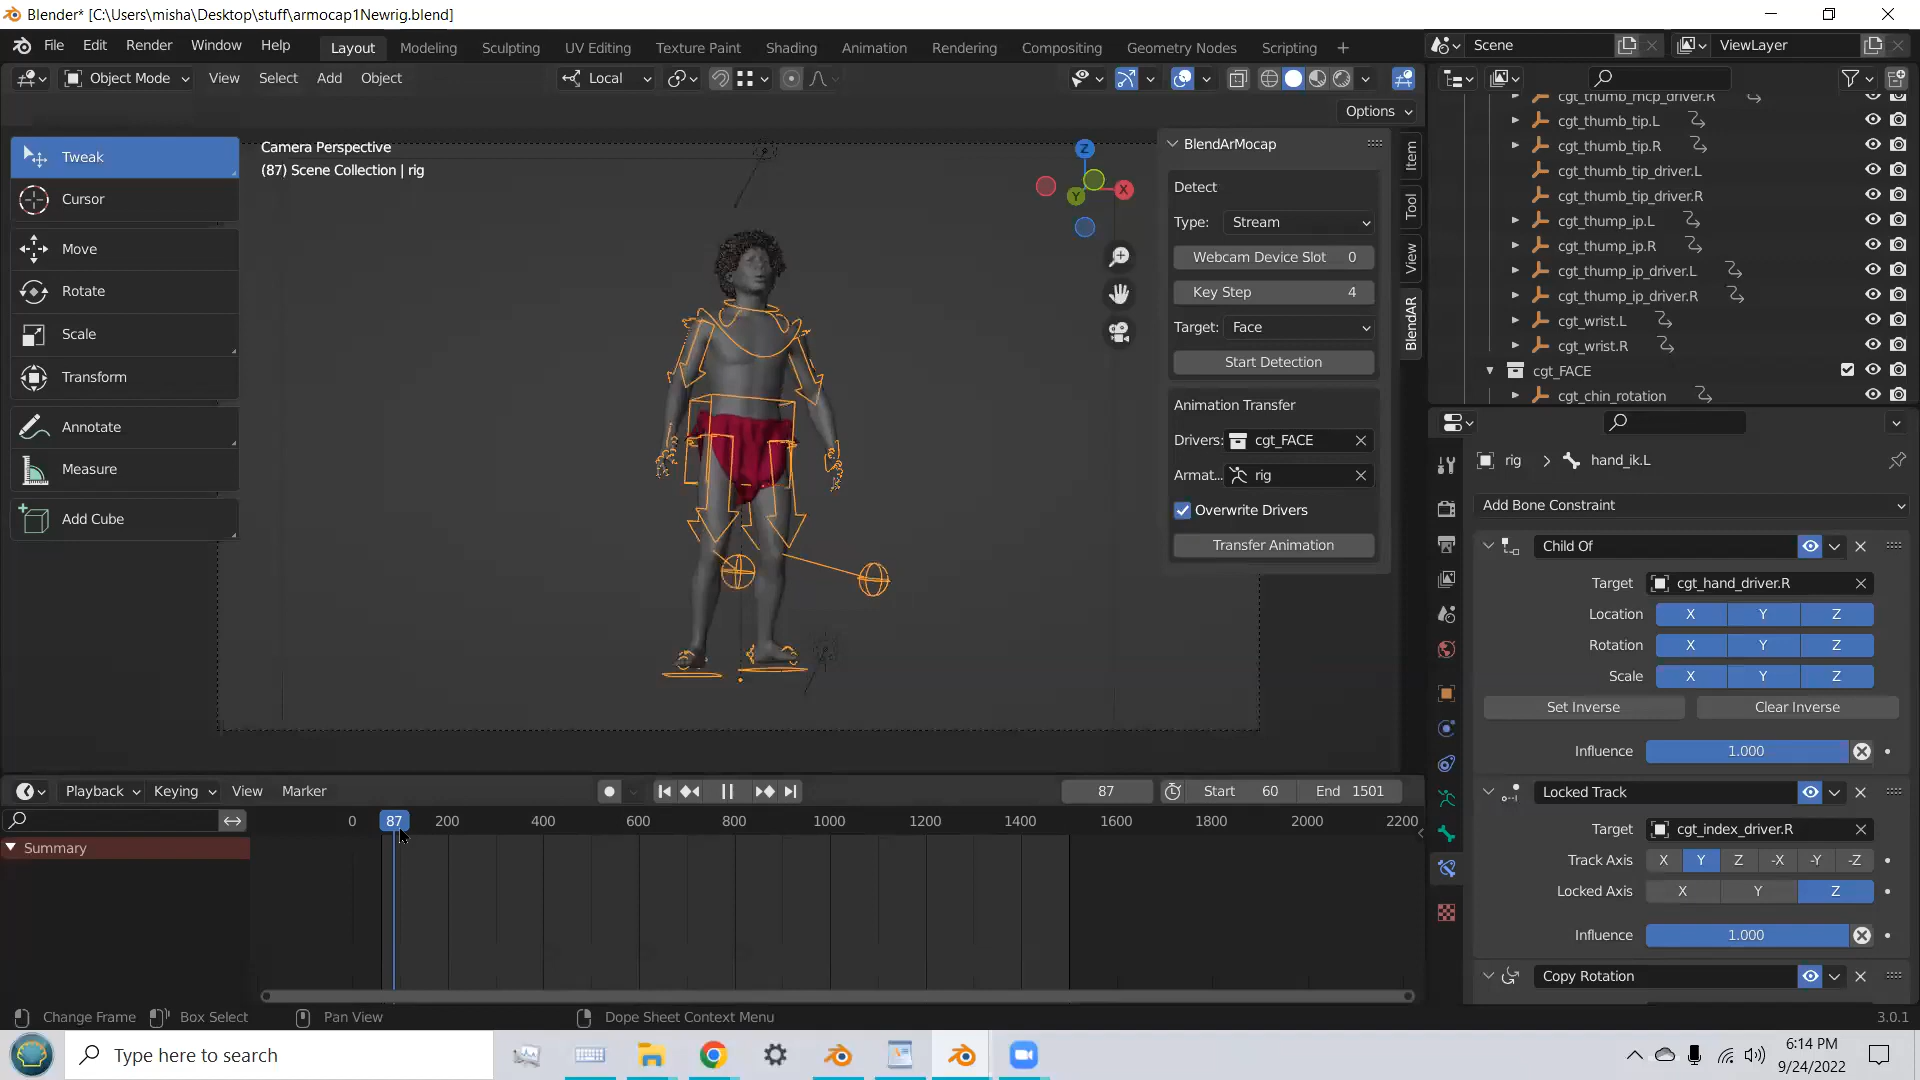 Blender* [C:\Users\misha\Desktop\stuff\armocap1Newrig.blend]
File Edit Render Window Help Layout Modeling Sculpting UV Editing Texture Paint Shading Animation Rendering Compositing Geometry Nodes Scripting + Scene ViewLayer
Object Mode View Select Add Object Local
Options
Tweak
Cursor
Move
Rotate
Scale
Transform
Annotate
Measure
Add Cube
Camera Perspective
(87) Scene Collection | rig
Z
X
Y
BlendArMocap
Detect
Type: Stream
Webcam Device Slot 0
Key Step 4
Target: Face
Start Detection
Animation Transfer
Drivers: cgt_FACE
Armat... rig
Overwrite Drivers
Transfer Animation
Item
Tool
View
BlendAR
cgt_thumb_mcp_driver.R
cgt_thumb_tip.L
cgt_thumb_tip.R
cgt_thumb_tip_driver.L
cgt_thumb_tip_driver.R
cgt_thump_ip.L
cgt_thump_ip.R
cgt_thump_ip_driver.L
cgt_thump_ip_driver.R
cgt_wrist.L
cgt_wrist.R
cgt_FACE
cgt_chin_rotation
rig > hand_ik.L
Add Bone Constraint
Child Of
Target cgt_hand_driver.R
Location X Y Z
Rotation X Y Z
Scale X Y Z
Set Inverse Clear Inverse
Influence 1.000
Locked Track
Target cgt_index_driver.R
Track Axis X Y Z -X -Y -Z
Locked Axis X Y Z
Influence 1.000
Copy Rotation
Playback Keying View Marker 87 Start 60 End 1501
0 87 200 400 600 800 1000 1200 1400 1600 1800 2000 2200
Summary
Change Frame Box Select Pan View Dope Sheet Context Menu 3.0.1
Type here to search
6:14 PM
9/24/2022